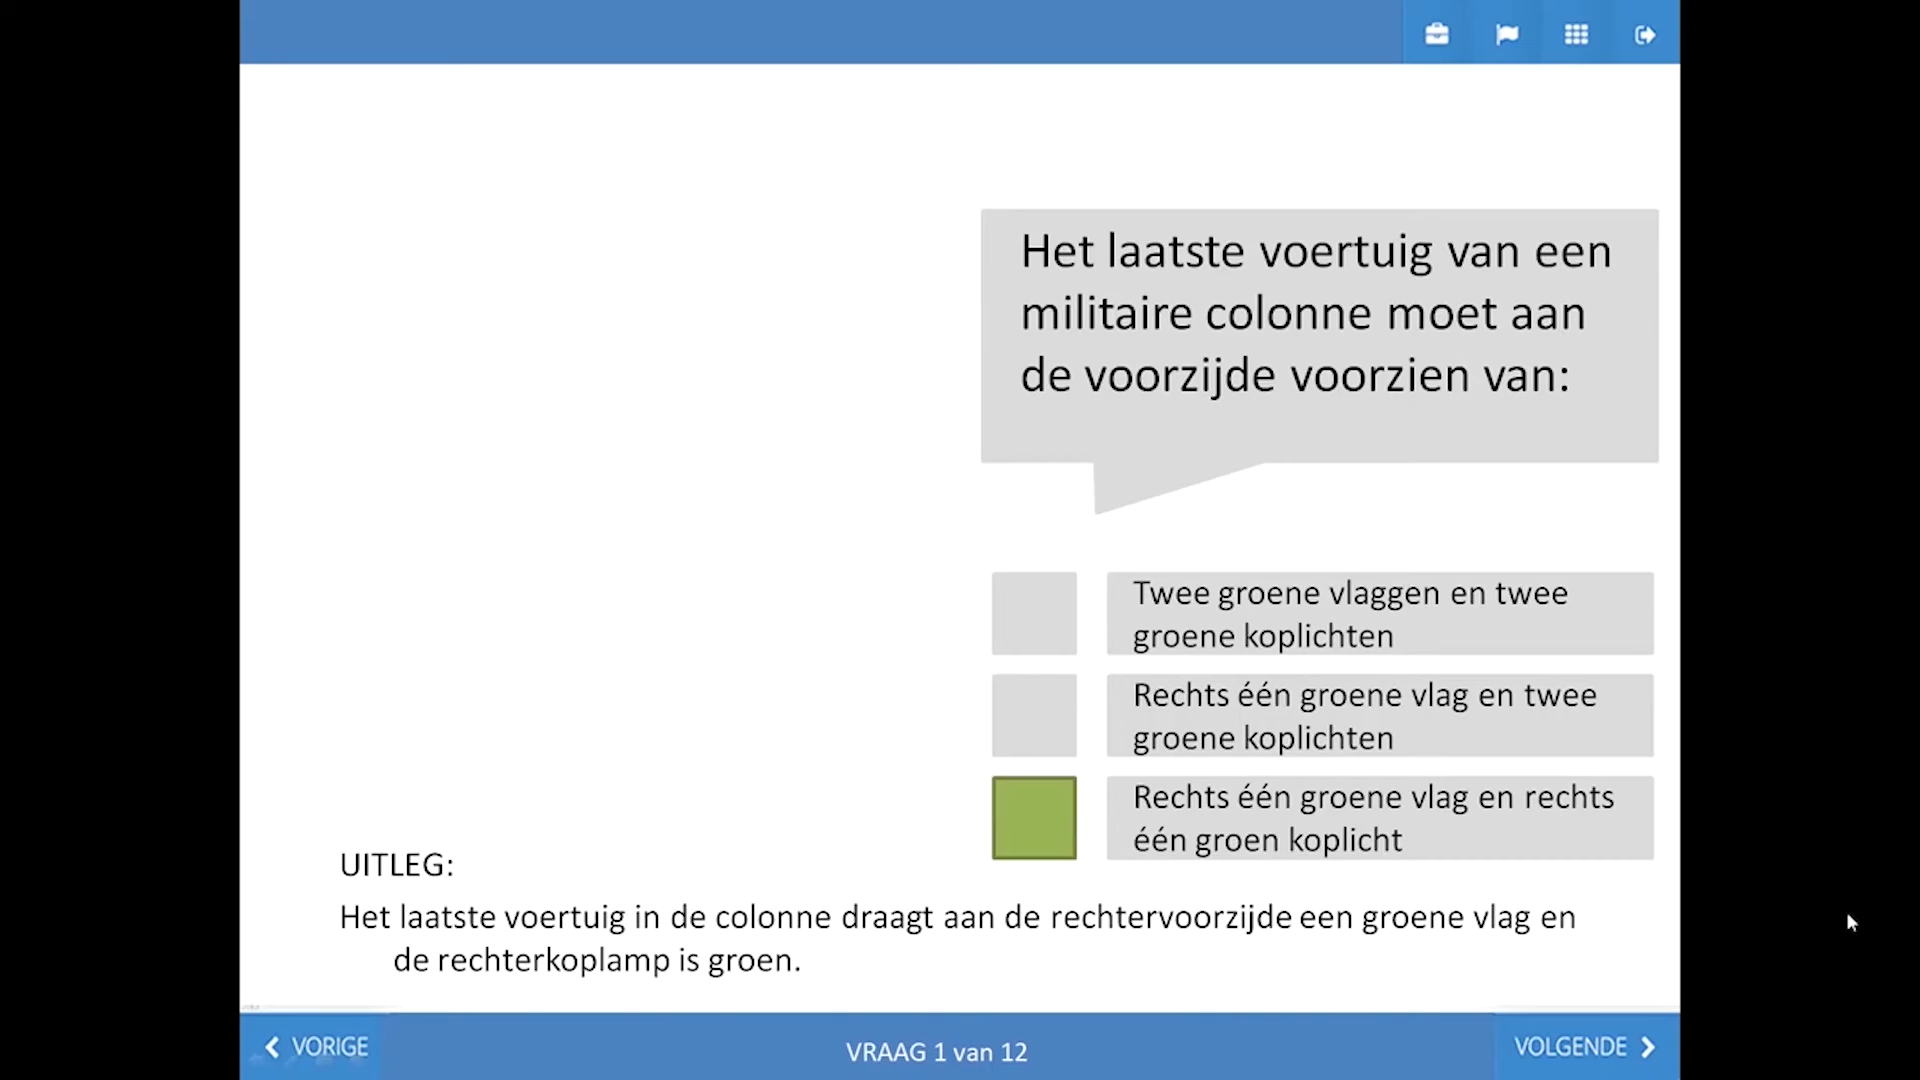 Het laatste voertuig van een
militaire colonne moet aan
de voorzijde voorzien van:
Twee groene vlaggen en twee
groene koplichten
Rechts één groene vlag en twee
groene koplichten
Rechts één groene vlag en rechts
één groen koplicht
UITLEG:
Het laatste voertuig in de colonne draagt aan de rechtervoorzijde een groene vlag en
de rechterkoplamp is groen.
VORIGE
VRAAG 1 van 12
VOLGENDE